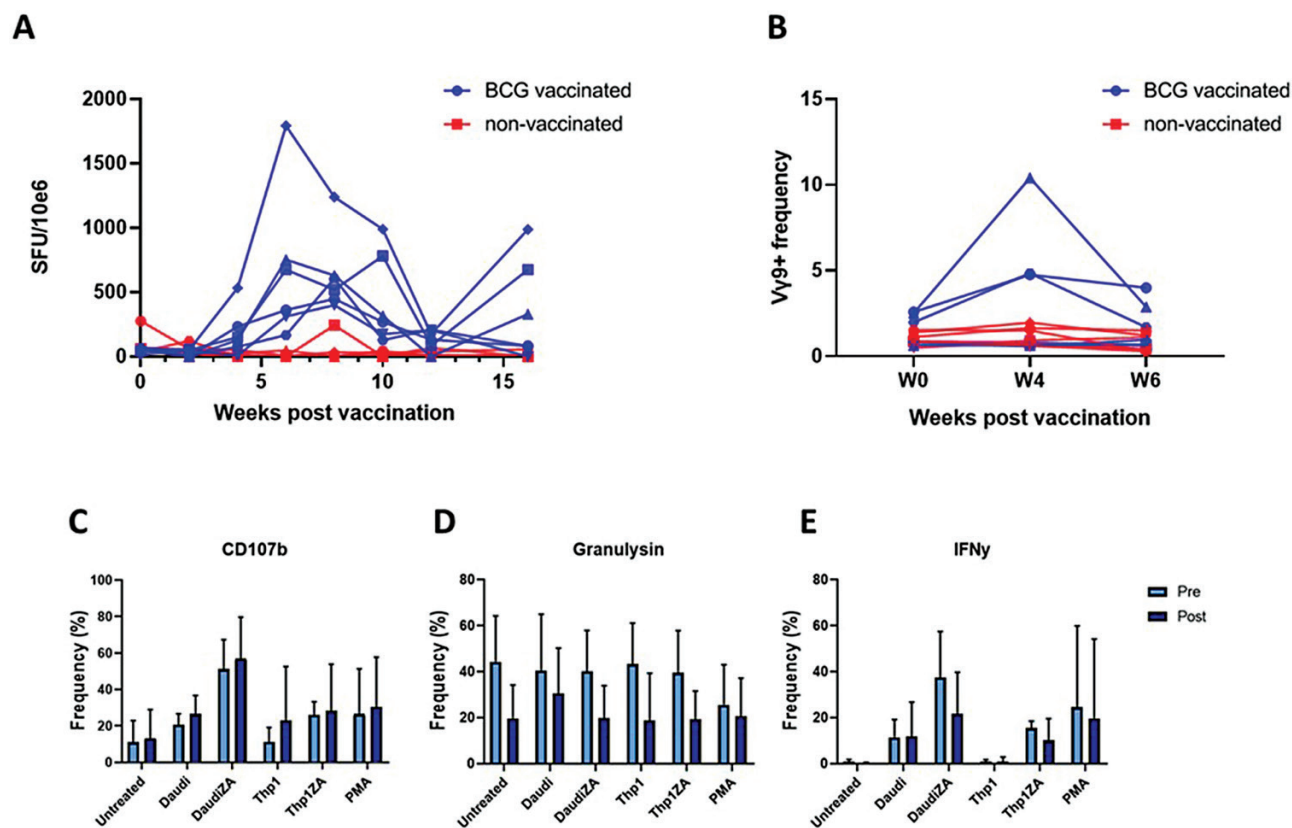 A
BCG vaccinated
non-vaccinated
2000
1500
1000
500
0
SFU/10e6
0 5 10 15
Weeks post vaccination
B
BCG vaccinated
non-vaccinated
15
10
5
0
Vγ9+ frequency
W0 W4 W6
Weeks post vaccination
C
CD107b
100
80
60
40
20
0
Frequency (%)
Untreated Daudi DaudiZA Thp1 Thp1ZA PMA
D
Granulysin
80
60
40
20
0
Frequency (%)
Untreated Daudi DaudiZA Thp1 Thp1ZA PMA
E
IFNy
80
60
40
20
0
Frequency (%)
Untreated Daudi DaudiZA Thp1 Thp1ZA PMA
Pre
Post